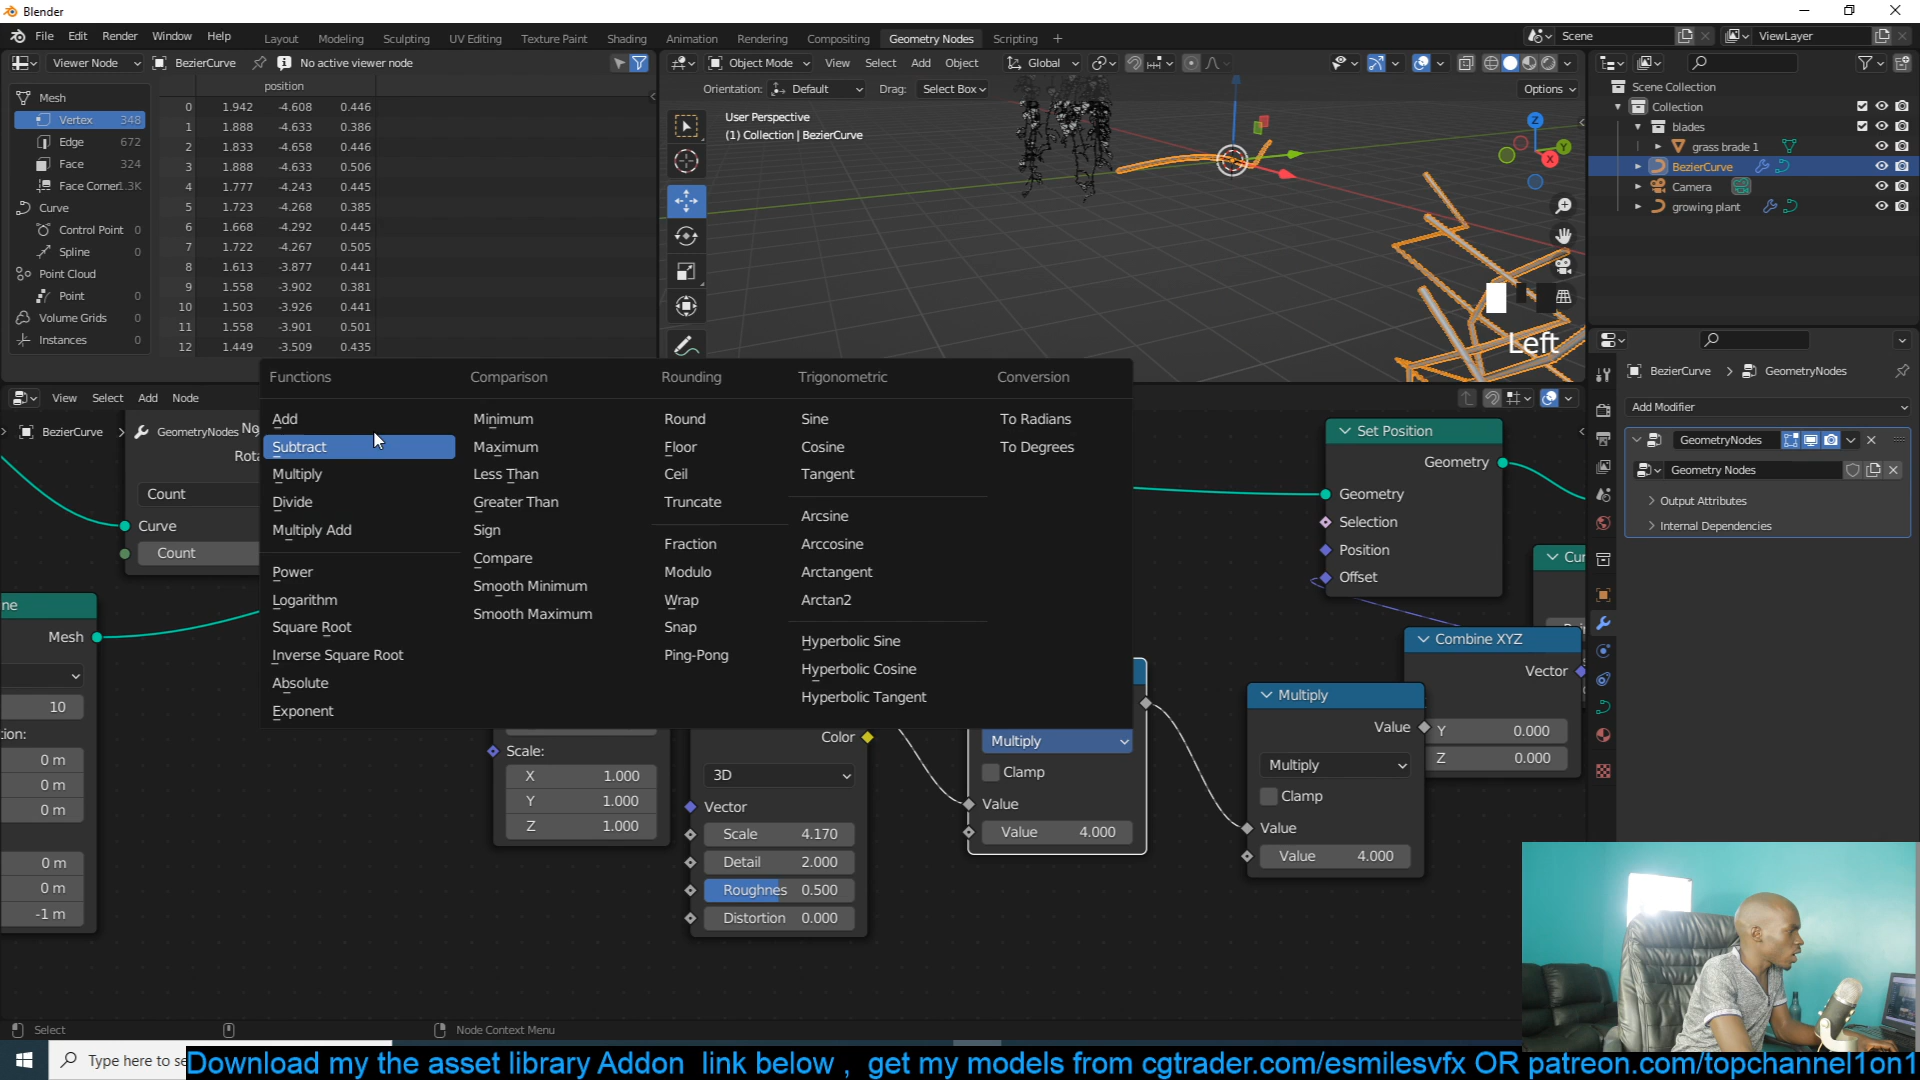 Blender
File Edit Render Window Help Layout Modeling Sculpting UV Editing Texture Paint Shading Animation Rendering Compositing Geometry Nodes Scripting + Scene ViewLayer
Viewer Node BezierCurve No active viewer node
position
Mesh
Vertex 348
Edge 672
Face 324
Face Corner 1.3K
Curve
Control Point 0
Spline 0
Point Cloud
Point 0
Volume Grids 0
Instances 0
0 1.942 -4.608 0.446
1 1.888 -4.633 0.386
2 1.833 -4.658 0.446
3 1.888 -4.633 0.506
4 1.777 -4.243 0.445
5 1.723 -4.268 0.385
6 1.668 -4.292 0.445
7 1.722 -4.267 0.505
8 1.613 -3.877 0.441
9 1.558 -3.902 0.381
10 1.503 -3.926 0.441
11 1.558 -3.901 0.501
12 1.449 -3.509 0.435
Object Mode View Select Add Object Global
Orientation: Default Drag: Select Box Options
User Perspective
(1) Collection | BezierCurve
Z
Y
X
Left
Scene Collection
Collection
blades
grass brade 1
BezierCurve
Camera
growing plant
BezierCurve > GeometryNodes
Add Modifier
GeometryNodes
Geometry Nodes
Output Attributes
Internal Dependencies
View Select Add Node
BezierCurve > GeometryNodes
Count
Curve
Count
ne
Mesh
10
ion:
0 m
0 m
0 m
0 m
0 m
-1 m
Functions
Add
Subtract
Multiply
Divide
Multiply Add
Power
Logarithm
Square Root
Inverse Square Root
Absolute
Exponent
Comparison
Minimum
Maximum
Less Than
Greater Than
Sign
Compare
Smooth Minimum
Smooth Maximum
Rounding
Round
Floor
Ceil
Truncate
Fraction
Modulo
Wrap
Snap
Ping-Pong
Trigonometric
Sine
Cosine
Tangent
Arcsine
Arccosine
Arctangent
Arctan2
Hyperbolic Sine
Hyperbolic Cosine
Hyperbolic Tangent
Conversion
To Radians
To Degrees
Scale:
X 1.000
Y 1.000
Z 1.000
Color
3D
Vector
Scale 4.170
Detail 2.000
Roughnes 0.500
Distortion 0.000
Multiply
Clamp
Value
Value 4.000
Multiply
Value
Multiply
Clamp
Value
Value 4.000
Set Position
Geometry
Geometry
Selection
Position
Offset
Cur
Combine XYZ
Vector
Y 0.000
Z 0.000
Select Node Context Menu
Type here to se
Download my the asset library Addon link below , get my models from cgtrader.com/esmilesvfx OR patreon.com/topchannel1on1